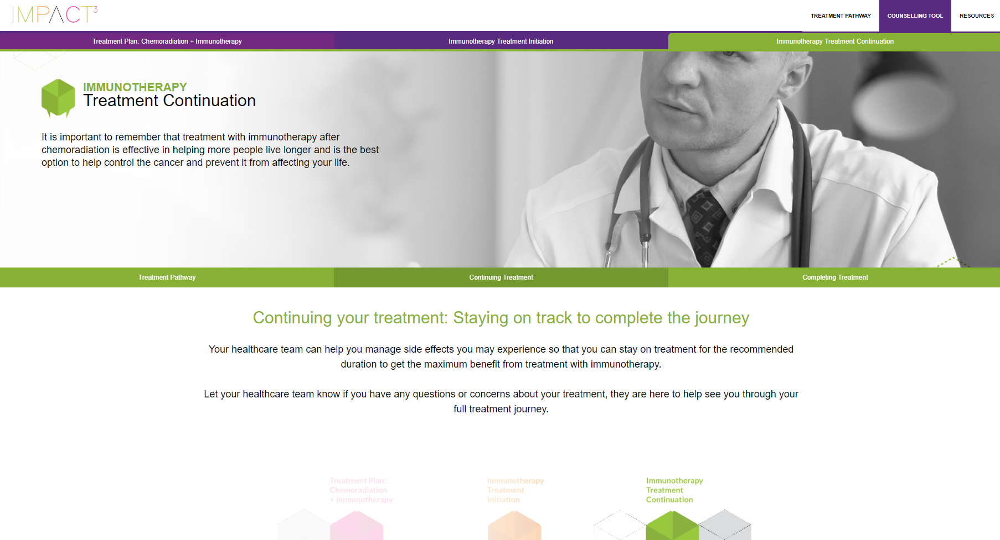 IMPACT3
TREATMENT PATHWAY
COUNSELLING TOOL
RESOURCES
Treatment Plan: Chemoradiation + Immunotherapy
Immunotherapy Treatment Initiation
Immunotherapy Treatment Continuation
IMMUNOTHERAPY
Treatment Continuation
It is important to remember that treatment with immunotherapy after
chemoradiation is effective in helping more people live longer and is the best
option to help control the cancer and prevent it from affecting your life.
Treatment Pathway
Continuing Treatment
Completing Treatment
Continuing your treatment: Staying on track to complete the journey
Your healthcare team can help you manage side effects you may experience so that you can stay on treatment for the recommended
duration to get the maximum benefit from treatment with immunotherapy.
Let your healthcare team know if you have any questions or concerns about your treatment, they are here to help see you through your
full treatment journey.
Treatment Plan:
Chemoradiation
+ Immunotherapy
Immunotherapy
Treatment
Initiation
Immunotherapy
Treatment
Continuation